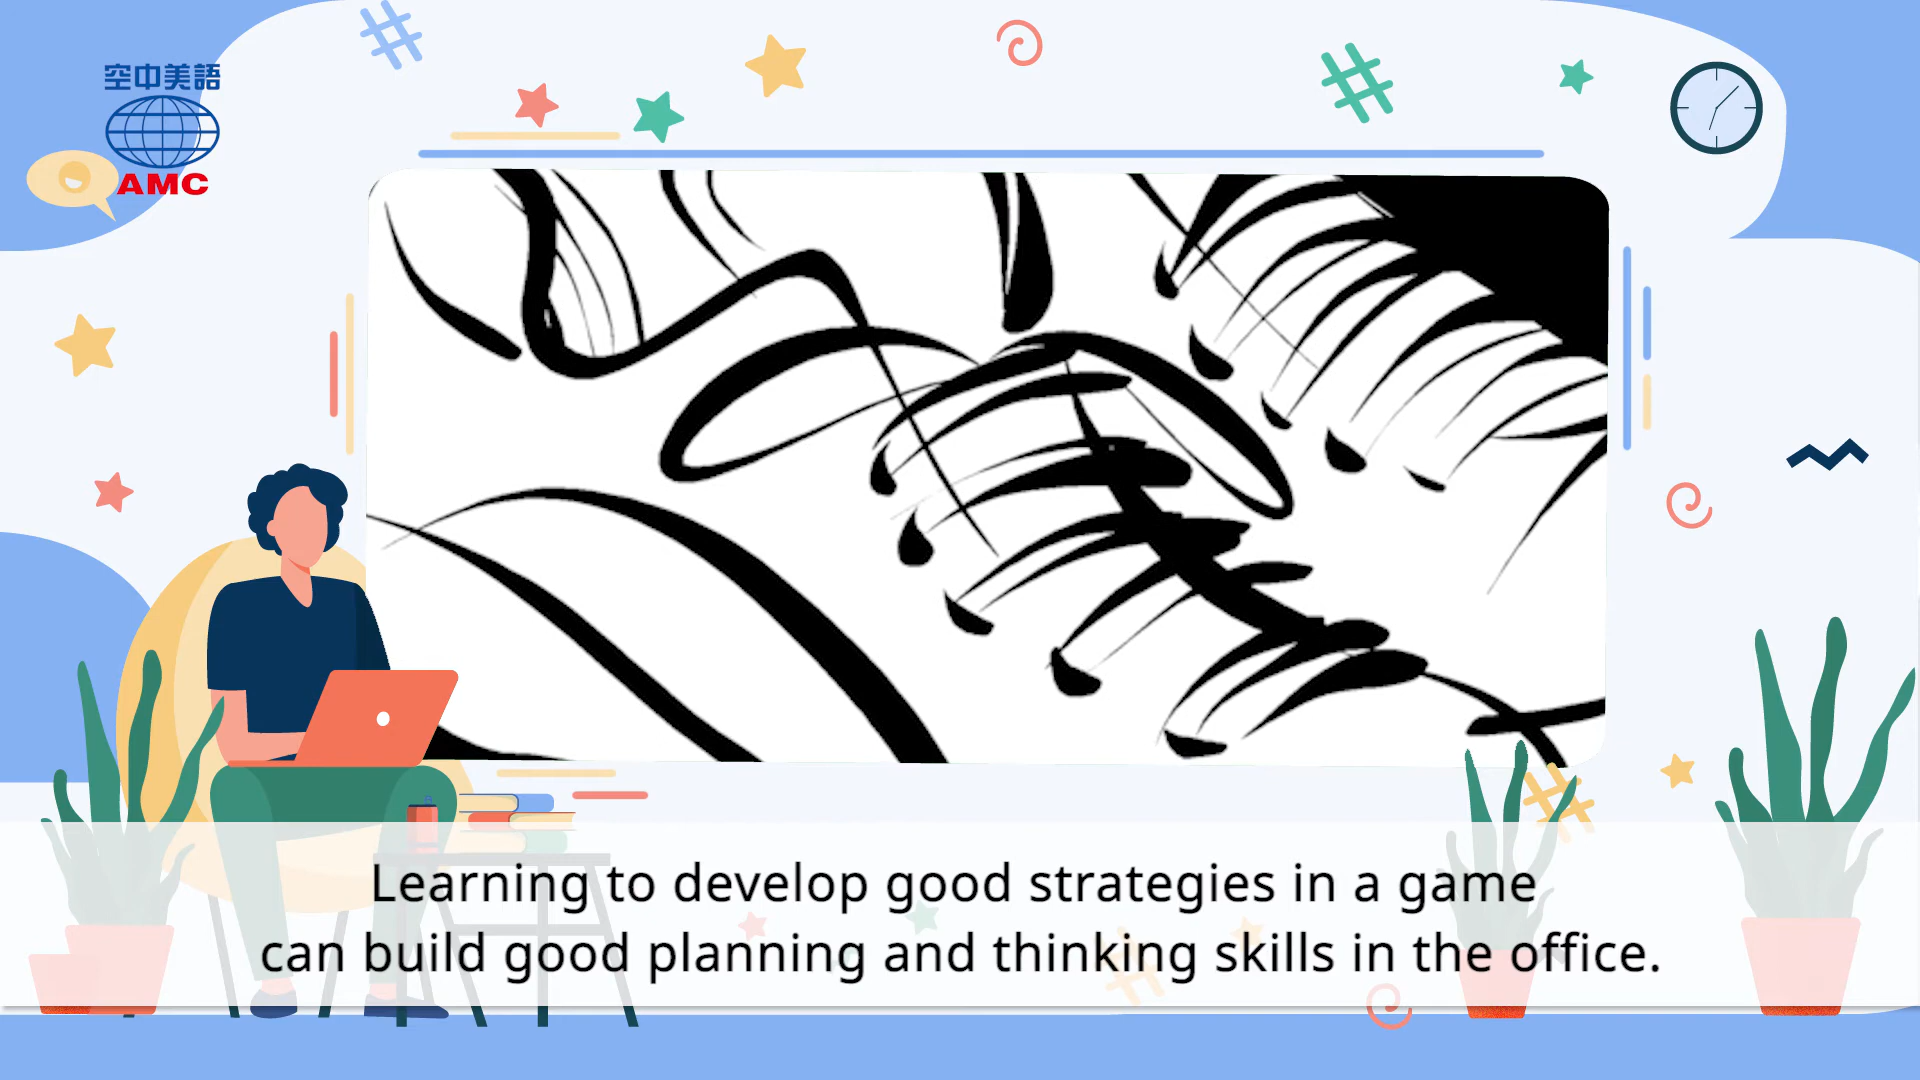 空中美語
AMC
Learning to develop good strategies in a game
can build good planning and thinking skills in the office.